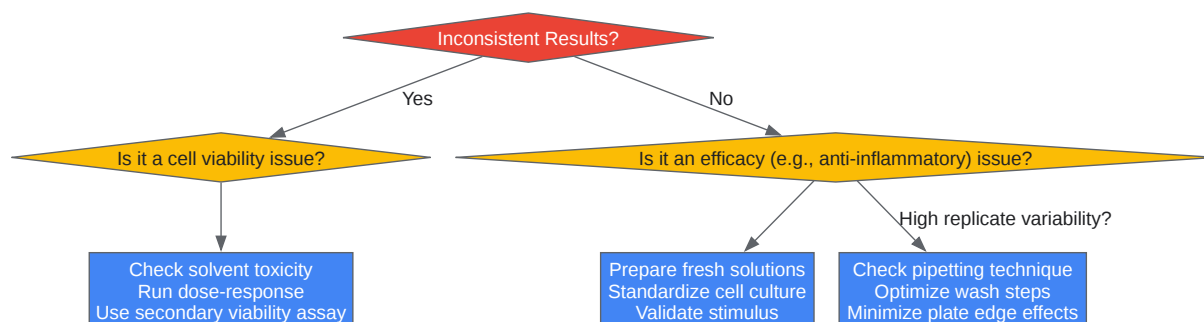 Inconsistent Results?
Yes
No
Is it a cell viability issue?
Is it an efficacy (e.g., anti-inflammatory) issue?
High replicate variability?
Check solvent toxicity
Run dose-response
Use secondary viability assay
Prepare fresh solutions
Standardize cell culture
Validate stimulus
Check pipetting technique
Optimize wash steps
Minimize plate edge effects